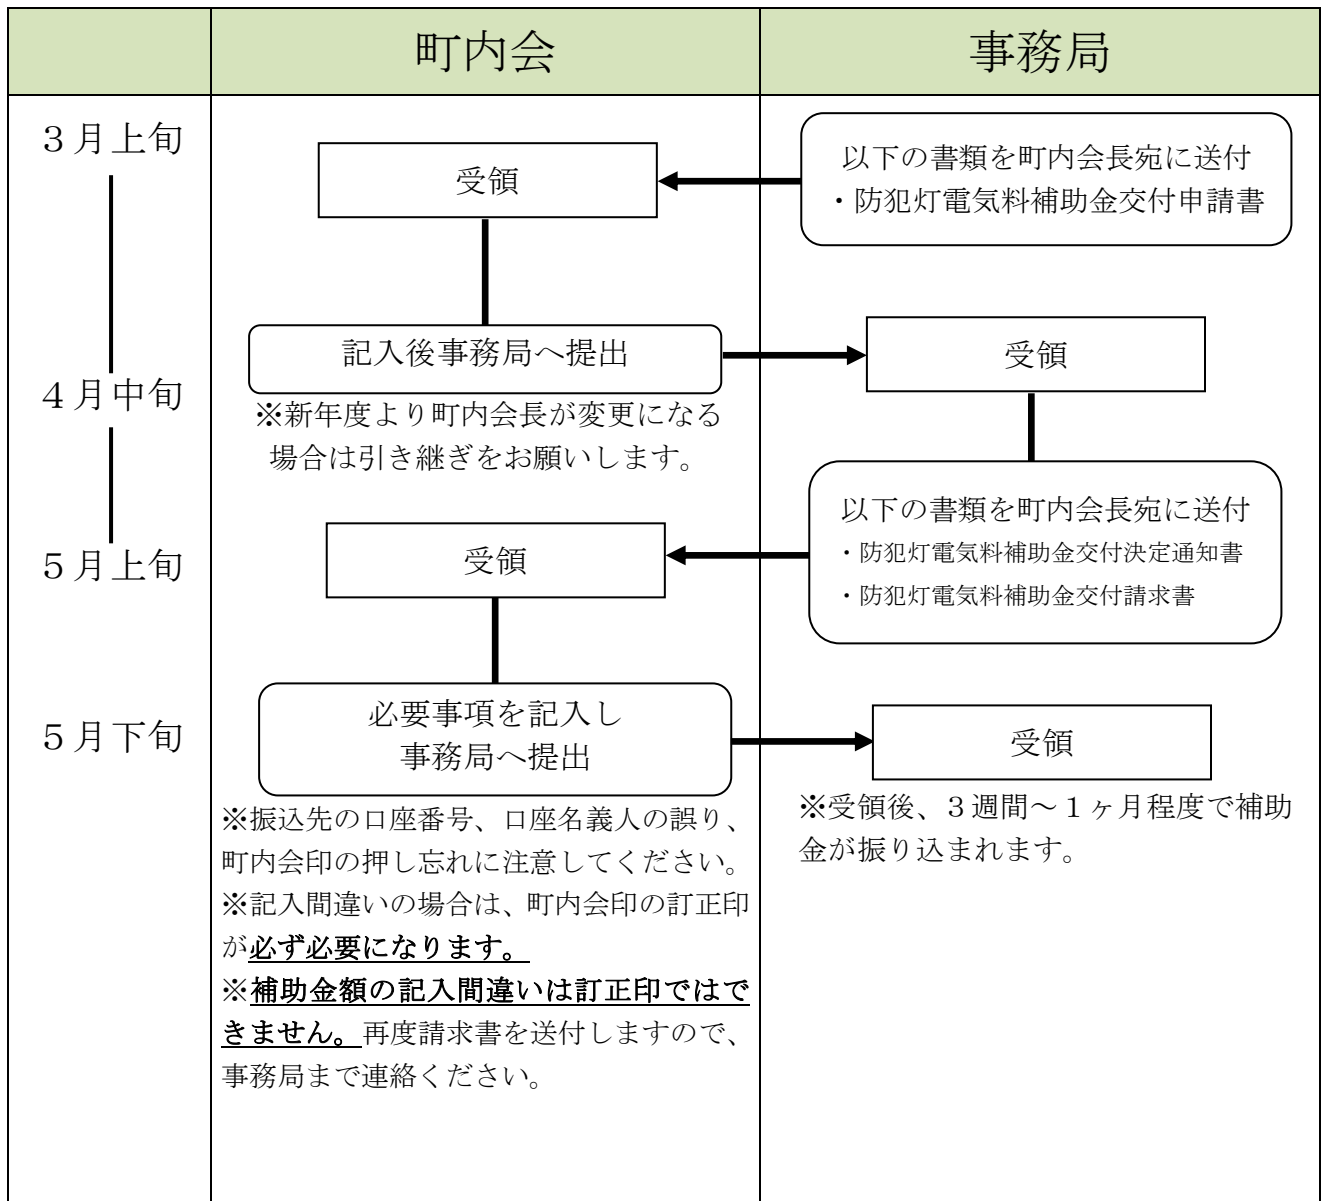 町内会
事務局
３月上旬
受領
以下の書類を町内会長宛に送付
・防犯灯電気料補助金交付申請書
記入後事務局へ提出
受領
４月中旬
※新年度より町内会長が変更になる
場合は引き継ぎをお願いします。
以下の書類を町内会長宛に送付
・防犯灯電気料補助金交付決定通知書
・防犯灯電気料補助金交付請求書
受領
５月上旬
必要事項を記入し
事務局へ提出
５月下旬
受領
※振込先の口座番号、口座名義人の誤り、
町内会印の押し忘れに注意してください。
※記入間違いの場合は、町内会印の訂正印
が必ず必要になります。
※補助金額の記入間違いは訂正印ではで
きません。再度請求書を送付しますので、
事務局まで連絡ください。
※受領後、３週間～１ヶ月程度で補助
金が振り込まれます。